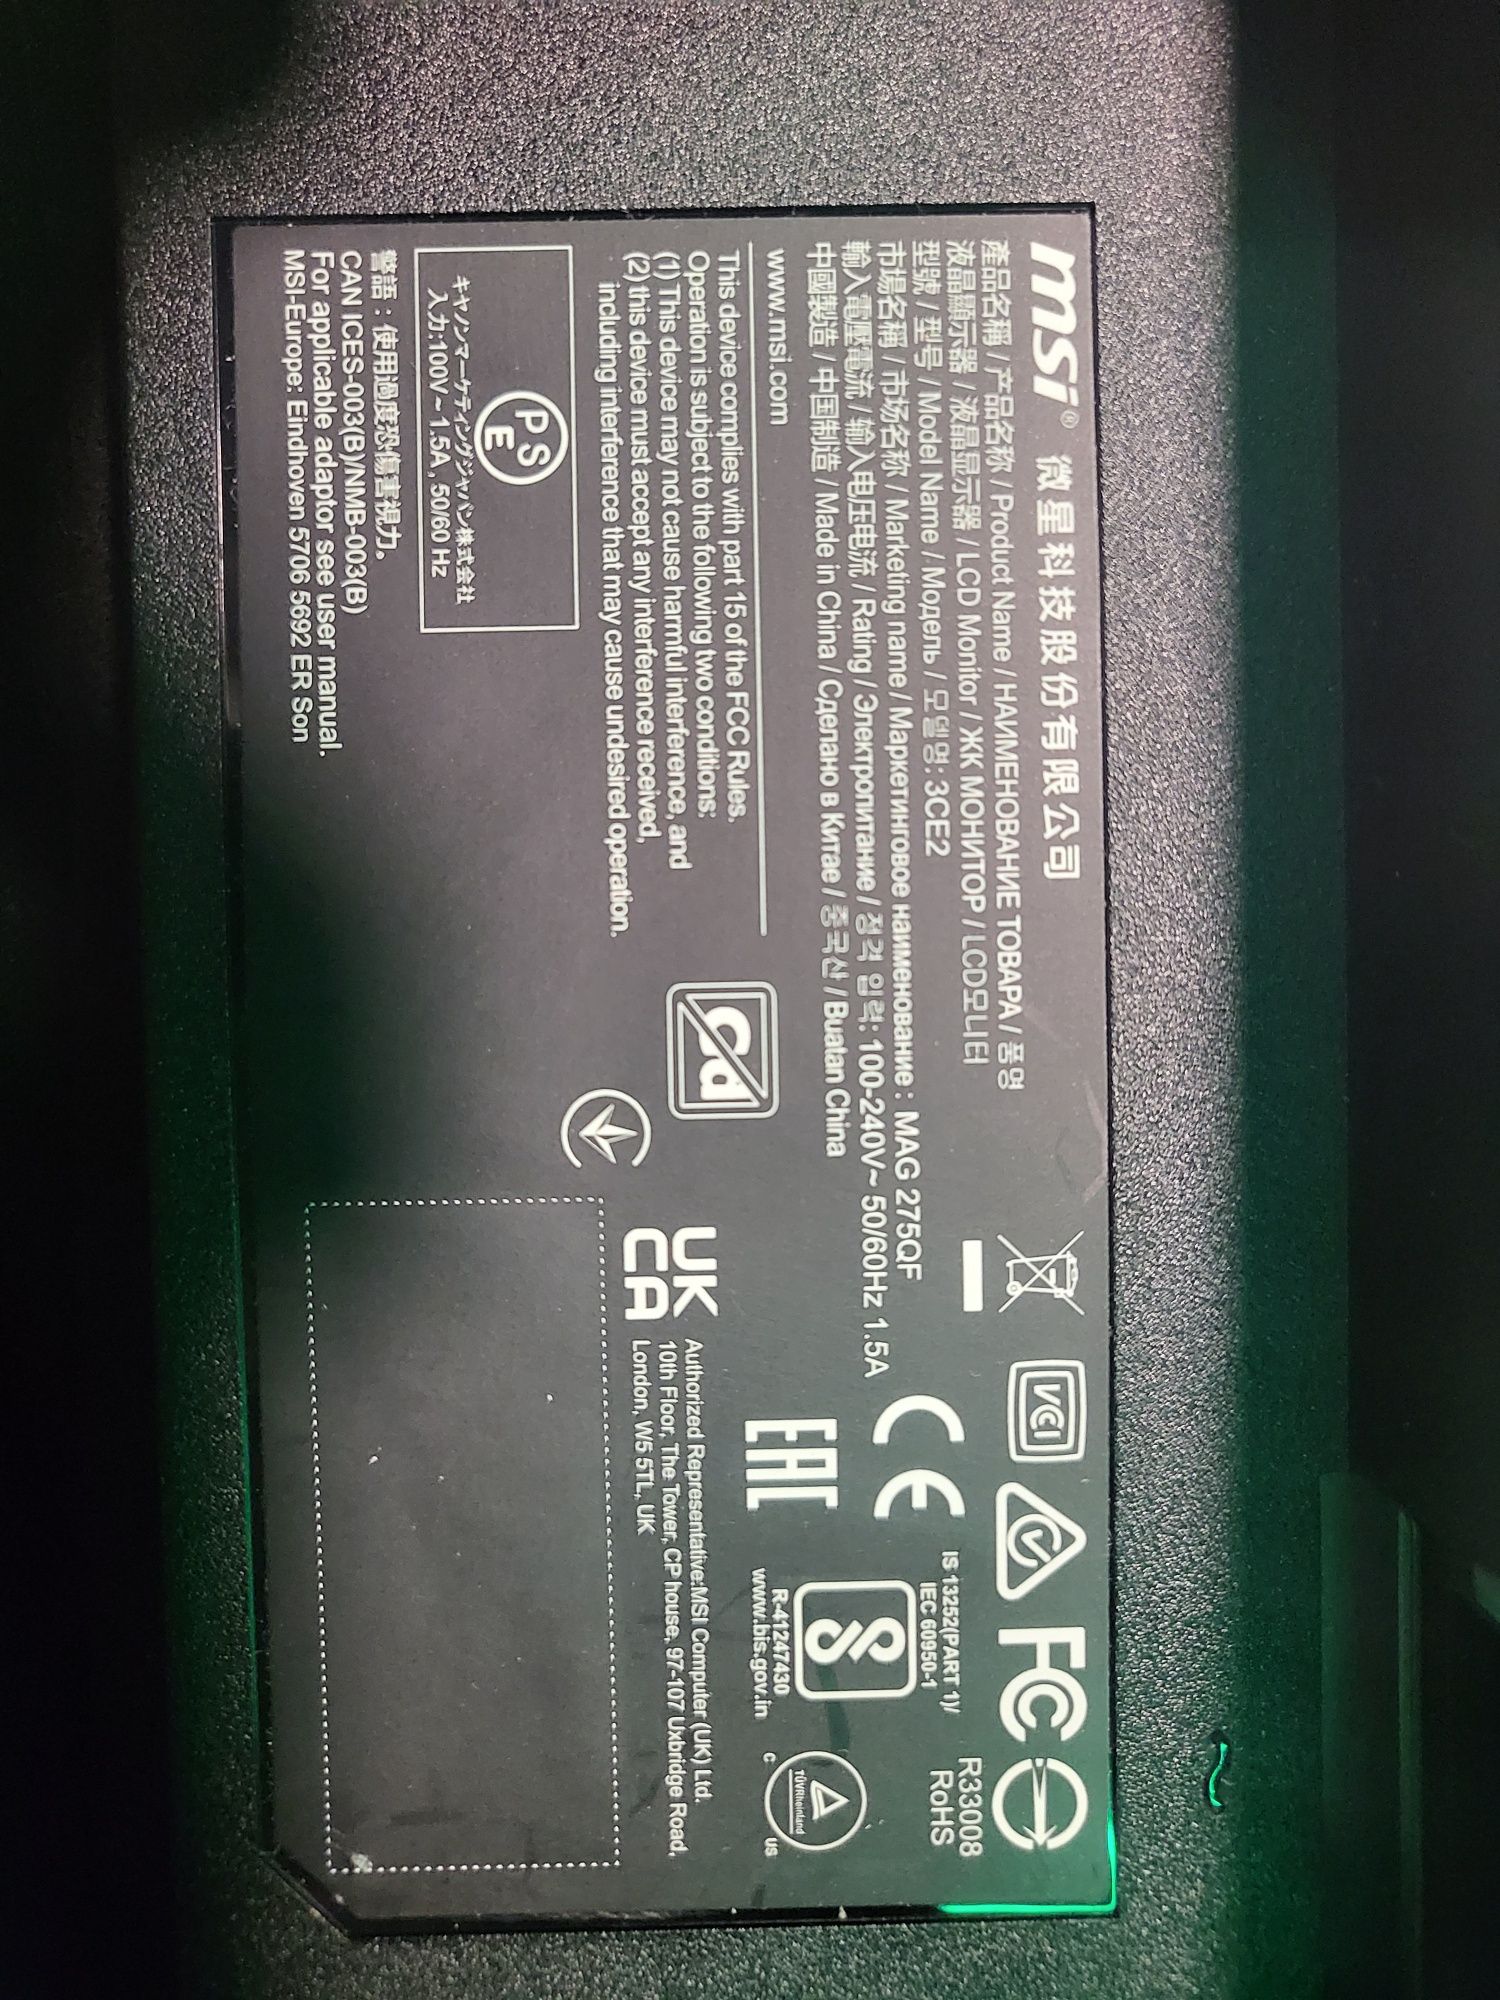 msi® 微星科技股份有限公司
產品名稱 / 产品名称 / Product Name / НАИМЕНОВАНИЕ ТОВАРА / 품명
液晶顯示器 / 液晶显示器 / LCD Monitor / ЖК МОНИТОР / LCD모니터
型號 / 型号 / Model Name / Модель / 모델명: 3CE2
市場名稱 / 市场名称 / Marketing name / Маркетинговое наименование : MAG 275QF
輸入電壓電流 / 输入电压电流 / Rating / Электропитание / 정격 입력: 100-240V~ 50/60Hz 1.5A
中國製造 / 中国制造 / Made in China / Сделано в Китае / 중국산 / Buatan China
www.msi.com
This device complies with part 15 of the FCC Rules.
Operation is subject to the following two conditions:
(1) This device may not cause harmful interference, and
(2) this device must accept any interference received,
including interference that may cause undesired operation.
PS
E
キヤノンマーケティングジャパン株式会社
入力:100V~ 1.5A , 50/60 Hz
警語：使用過度恐傷害視力。
CAN ICES-003(B)/NMB-003(B)
For applicable adaptor see user manual.
MSI-Europe: Eindhoven 5706 5692 ER Son
Cd
VCI
FC
R33008
RoHS
CE
IS 13252(PART 1)/
IEC 60950-1
R-41247430
www.bis.gov.in
EAC
TÜVRheinland
C US
UK
CA
Authorized Representative:MSI Computer (UK) Ltd.
10th Floor, The Tower, CP house, 97-107 Uxbridge Road,
London, W5 5TL, UK